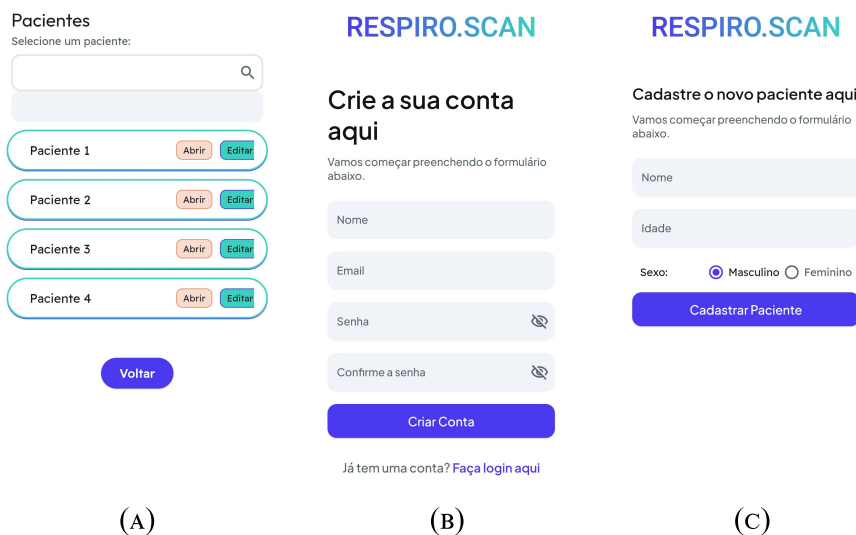 Pacientes
Selecione um paciente:
Paciente 1 Abrir Editar
Paciente 2 Abrir Editar
Paciente 3 Abrir Editar
Paciente 4 Abrir Editar
Voltar
(A)
RESPIRO.SCAN
Crie a sua conta
aqui
Vamos começar preenchendo o formulário
abaixo.
Nome
Email
Senha
Confirme a senha
Criar Conta
Já tem uma conta? Faça login aqui
(B)
RESPIRO.SCAN
Cadastre o novo paciente aqui
Vamos começar preenchendo o formulário
abaixo.
Nome
Idade
Sexo: Masculino Feminino
Cadastrar Paciente
(C)